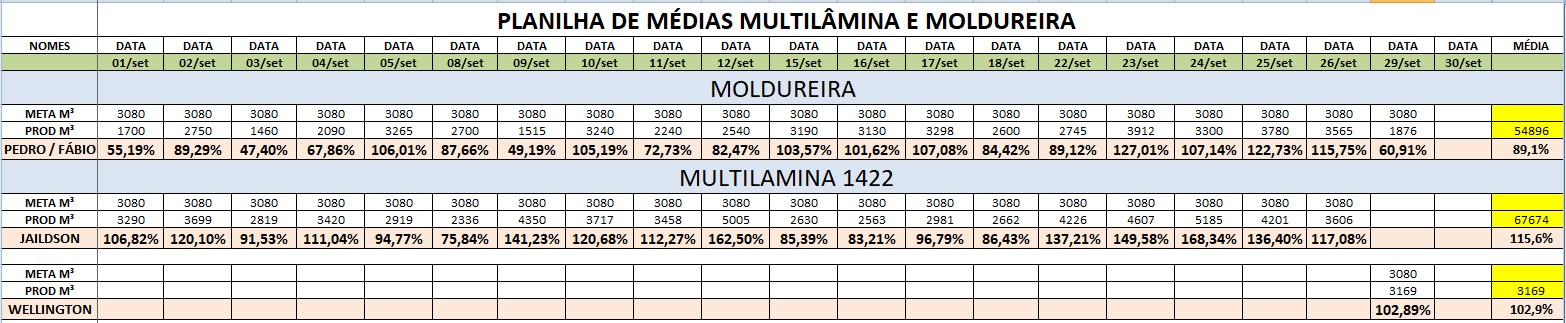 PLANILHA DE MÉDIAS MULTILÂMINA E MOLDUREIRA
NOMES DATA DATA DATA DATA DATA DATA DATA DATA DATA DATA DATA DATA DATA DATA DATA DATA DATA DATA DATA DATA DATA MÉDIA
01/set 02/set 03/set 04/set 05/set 08/set 09/set 10/set 11/set 12/set 15/set 16/set 17/set 18/set 22/set 23/set 24/set 25/set 26/set 29/set 30/set
MOLDUREIRA
META M³ 3080 3080 3080 3080 3080 3080 3080 3080 3080 3080 3080 3080 3080 3080 3080 3080 3080 3080 3080 3080
PROD M³ 1700 2750 1460 2090 3265 2700 1515 3240 2240 2540 3190 3130 3298 2600 2745 3912 3300 3780 3565 1876 54896
PEDRO / FÁBIO 55,19% 89,29% 47,40% 67,86% 106,01% 87,66% 49,19% 105,19% 72,73% 82,47% 103,57% 101,62% 107,08% 84,42% 89,12% 127,01% 107,14% 122,73% 115,75% 60,91% 89,1%
MULTILAMINA 1422
META M³ 3080 3080 3080 3080 3080 3080 3080 3080 3080 3080 3080 3080 3080 3080 3080 3080 3080 3080 3080
PROD M³ 3290 3699 2819 3420 2919 2336 4350 3717 3458 5005 2630 2563 2981 2662 4226 4607 5185 4201 3606 67674
JAILDSON 106,82% 120,10% 91,53% 111,04% 94,77% 75,84% 141,23% 120,68% 112,27% 162,50% 85,39% 83,21% 96,79% 86,43% 137,21% 149,58% 168,34% 136,40% 117,08% 115,6%
META M³ 3080
PROD M³ 3169 3169
WELLINGTON 102,89% 102,9%